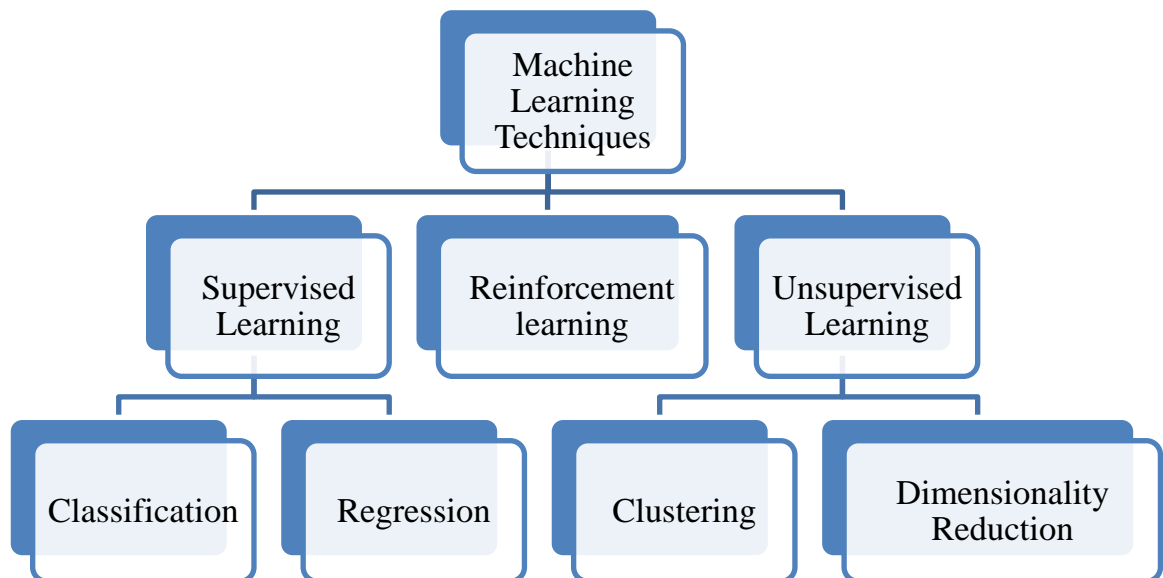 Machine
Learning
Techniques
Supervised
Learning
Reinforcement
learning
Unsupervised
Learning
Classification
Regression
Clustering
Dimensionality
Reduction